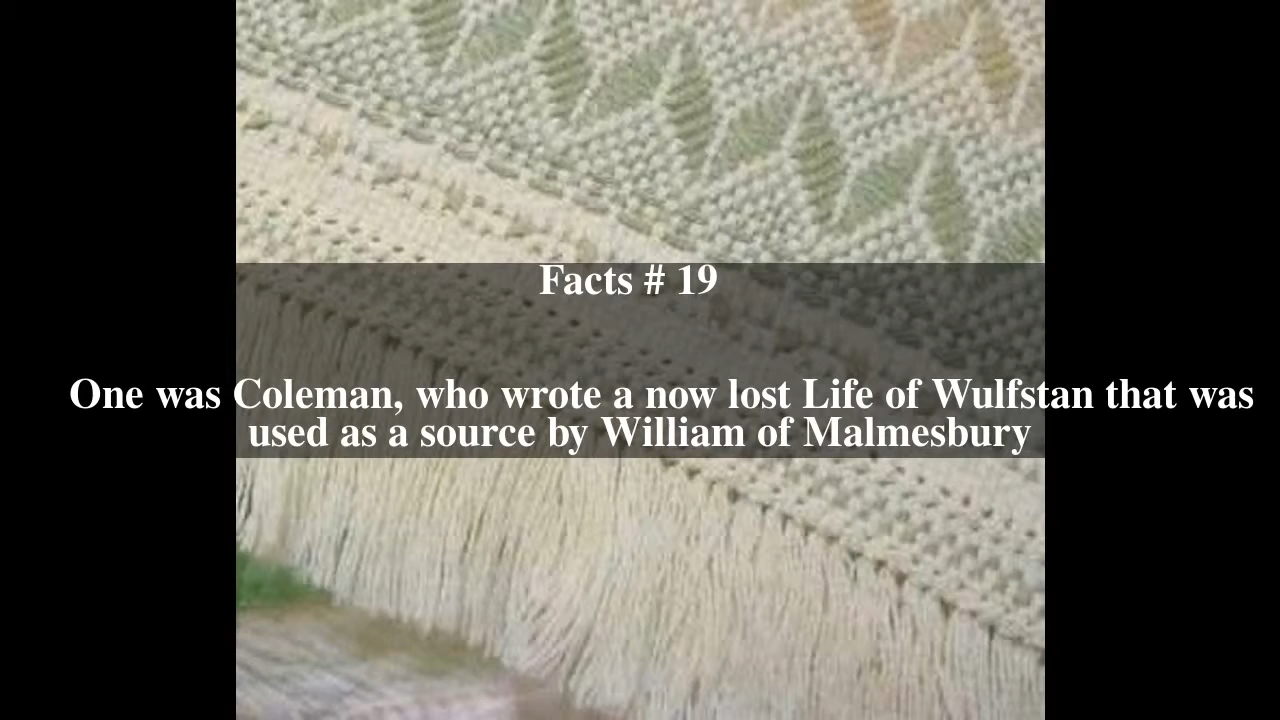 Facts # 19
One was Coleman, who wrote a now lost Life of Wulfstan that was
used as a source by William of Malmesbury